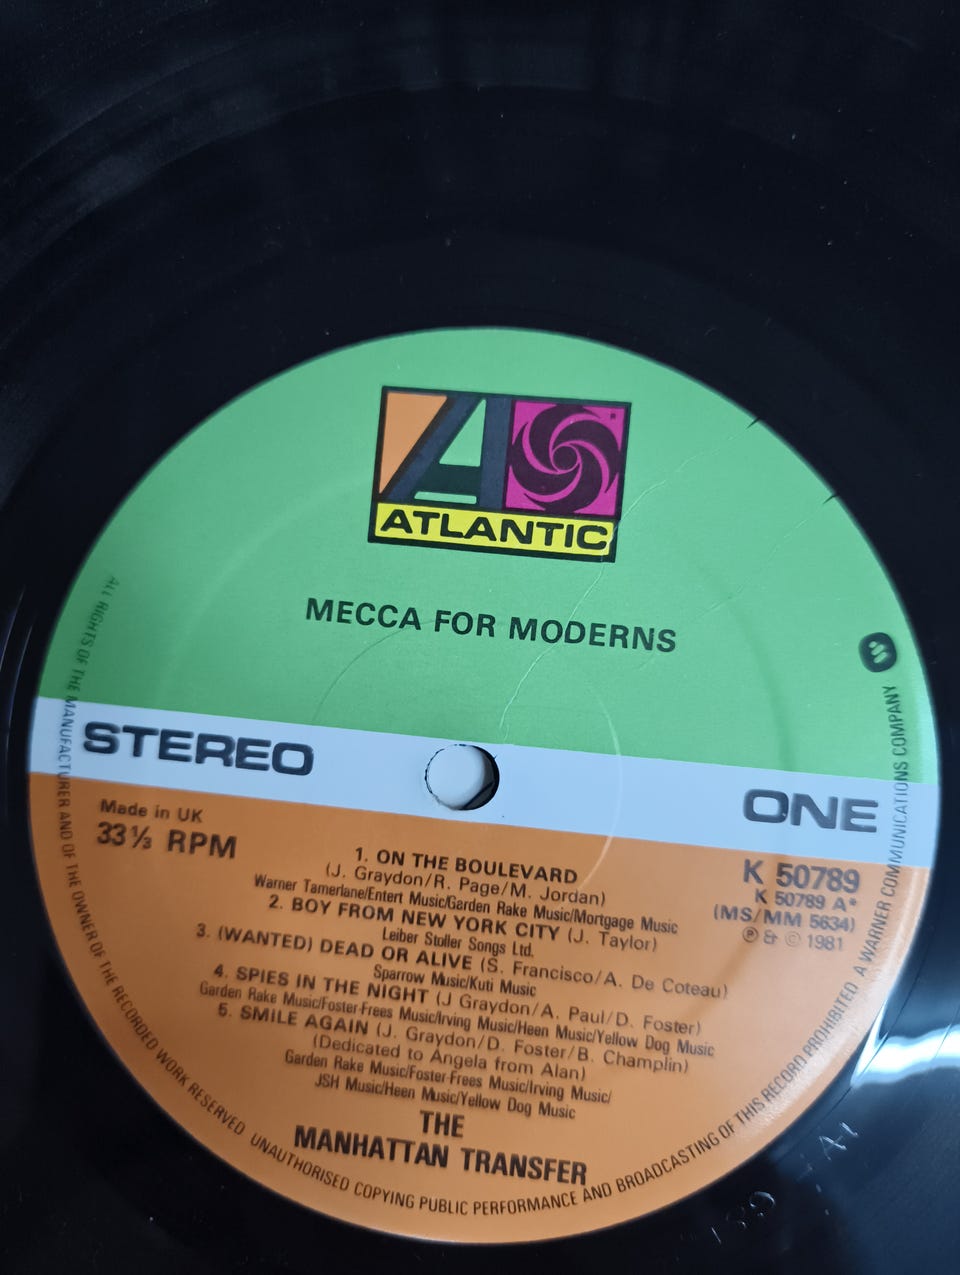 ATLANTIC
®
MECCA FOR MODERNS
STEREO
ONE
Made in UK
33⅓ RPM
K 50789
K 50789 A*
(MS/MM 5634)
Ⓟ & © 1981
1. ON THE BOULEVARD
(J. Graydon/R. Page/M. Jordan)
Warner Tamerlane/Entert Music/Garden Rake Music/Mortgage Music
2. BOY FROM NEW YORK CITY (J. Taylor)
Leiber Stoller Songs Ltd.
3. (WANTED) DEAD OR ALIVE (S. Francisco/A. De Coteau)
Sparrow Music/Kuti Music
4. SPIES IN THE NIGHT (J Graydon/A. Paul/D. Foster)
Garden Rake Music/Foster-Frees Music/Irving Music/Heen Music/Yellow Dog Music
5. SMILE AGAIN (J. Graydon/D. Foster/B. Champlin)
(Dedicated to Angela from Alan)
Garden Rake Music/Foster-Frees Music/Irving Music/
JSH Music/Heen Music/Yellow Dog Music
THE
MANHATTAN TRANSFER
ALL RIGHTS OF THE MANUFACTURER AND OF THE OWNER OF THE RECORDED WORK RESERVED UNAUTHORISED COPYING PUBLIC PERFORMANCE AND BROADCASTING OF THIS RECORD PROHIBITED A WARNER COMMUNICATIONS COMPANY